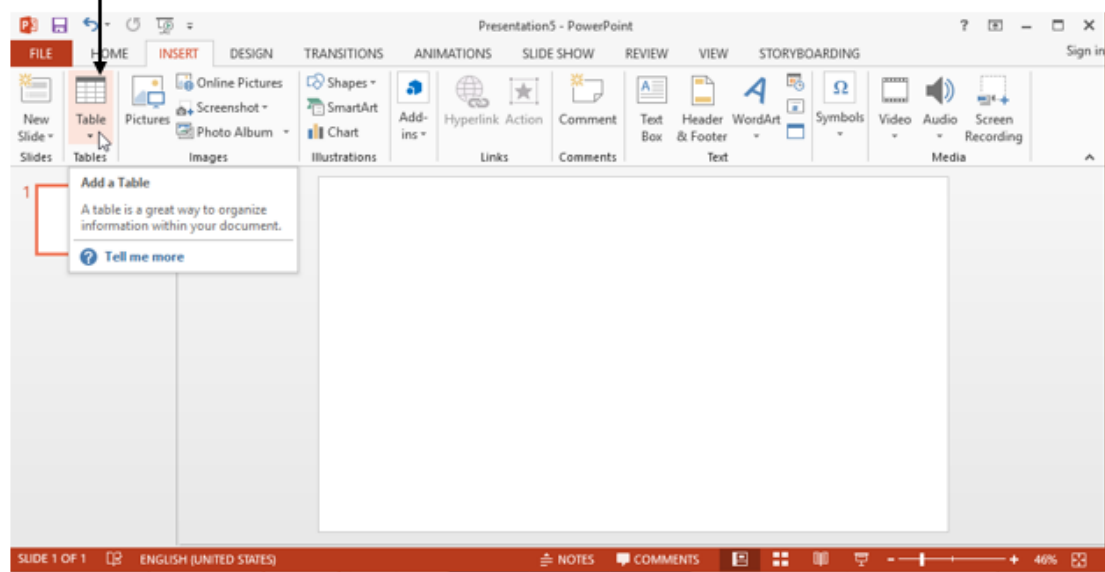 Presentation5 - PowerPoint
?
FILE HOME INSERT DESIGN TRANSITIONS ANIMATIONS SLIDE SHOW REVIEW VIEW STORYBOARDING Sign in
New Slide
Table
Pictures
Online Pictures
Screenshot
Photo Album
Shapes
SmartArt
Chart
Add-ins
Hyperlink
Action
Comment
Text Box
Header & Footer
WordArt
Ω
Symbols
Video
Audio
Screen Recording
Slides Tables Images Illustrations Links Comments Text Media
1
Add a Table
A table is a great way to organize
information within your document.
? Tell me more
SLIDE 1 OF 1 ENGLISH (UNITED STATES) NOTES COMMENTS 46%